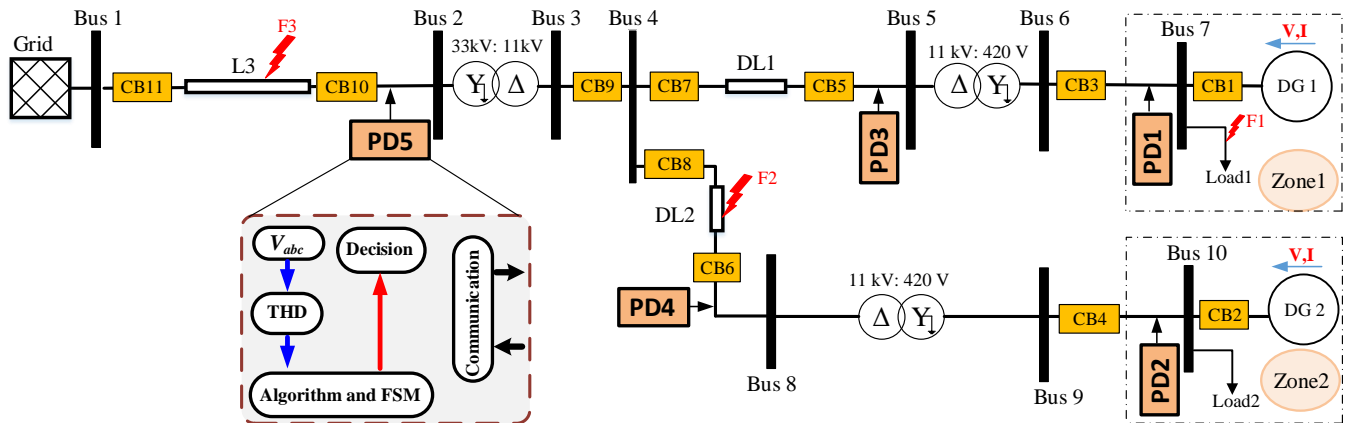 Bus 1
Bus 2
Bus 3
Bus 4
Bus 5
Bus 6
Bus 7
Grid
F3
33kV: 11kV
11 kV: 420 V
V,I
L3
DL1
CB11
CB10
Y
Δ
CB9
CB7
CB5
Δ
Y
CB3
CB1
DG 1
PD5
PD3
PD1
F1
CB8
F2
Load1
Zone1
DL2
V_abc
Decision
Communication
THD
Algorithm and FSM
CB6
PD4
11 kV: 420 V
Δ
Y
Bus 8
Bus 9
Bus 10
V,I
CB4
CB2
DG 2
PD2
Load2
Zone2